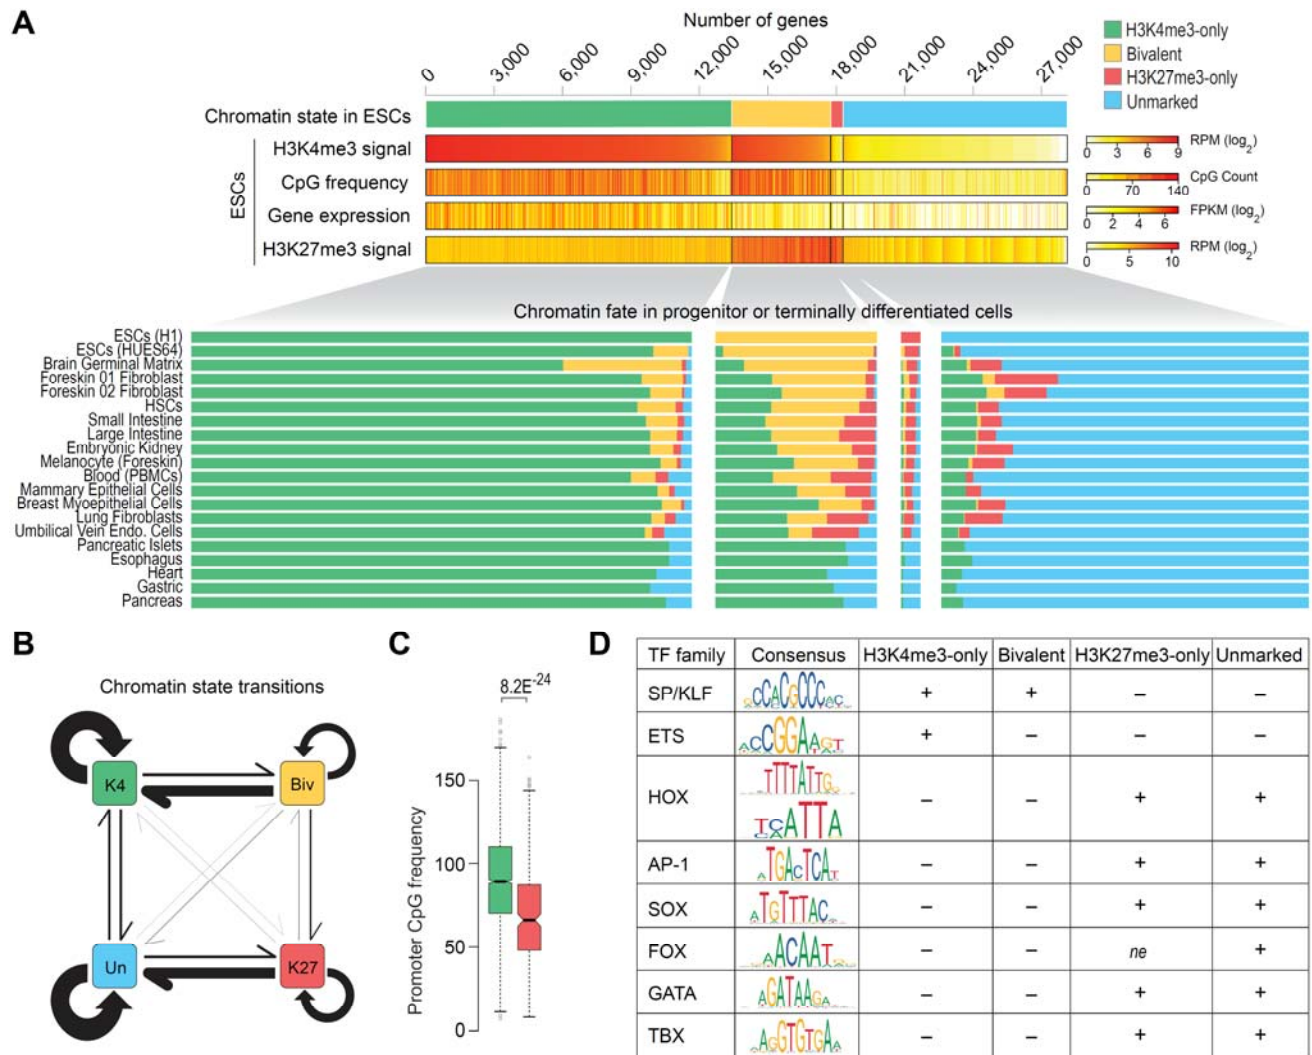 A
Number of genes
0 3,000 6,000 9,000 12,000 15,000 18,000 21,000 24,000 27,000
H3K4me3-only
Bivalent
H3K27me3-only
Unmarked
Chromatin state in ESCs
ESCs
H3K4me3 signal
CpG frequency
Gene expression
H3K27me3 signal
RPM (log2)
0 3 6 9
CpG Count
0 70 140
FPKM (log2)
0 2 4 6
RPM (log2)
0 5 10
Chromatin fate in progenitor or terminally differentiated cells
ESCs (H1)
ESCs (HUES64)
Brain Germinal Matrix
Foreskin 01 Fibroblast
Foreskin 02 Fibroblast
HSCs
Small Intestine
Large Intestine
Embryonic Kidney
Melanocyte (Foreskin)
Blood (PBMCs)
Mammary Epithelial Cells
Breast Myoepithelial Cells
Lung Fibroblasts
Umbilical Vein Endo. Cells
Pancreatic Islets
Esophagus
Heart
Gastric
Pancreas
B
Chromatin state transitions
K4
Biv
Un
K27
C
8.2E-24
Promoter CpG frequency
150
100
50
0
D
TF family Consensus H3K4me3-only Bivalent H3K27me3-only Unmarked
SP/KLF + + – –
ETS + – – –
HOX – – + +
AP-1 – – + +
SOX – – + +
FOX – – ne +
GATA – – + +
TBX – – + +